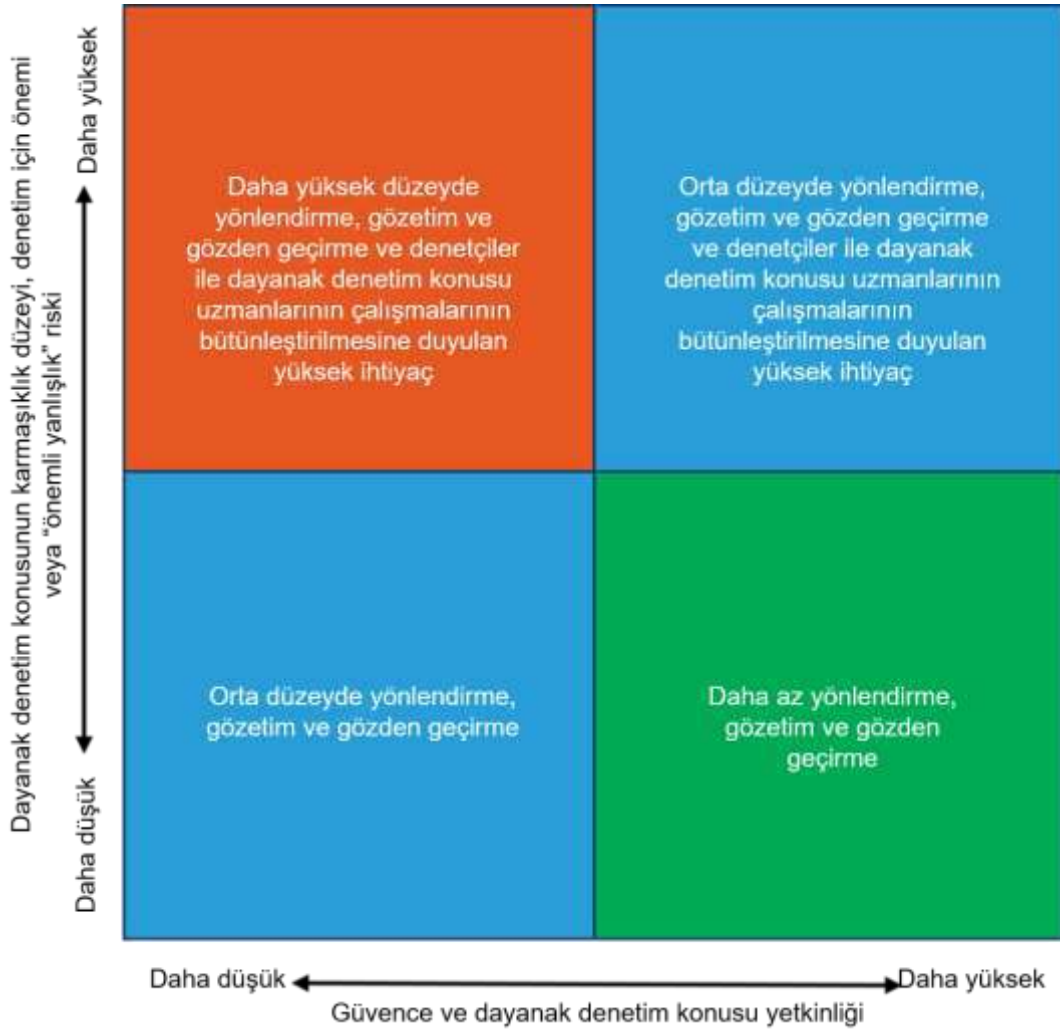 Dayanak denetim konusunun karmaşıklık düzeyi, denetim için önemi
veya “önemli yanlışlık” riski
Daha yüksek
Daha düşük
Daha yüksek düzeyde
yönlendirme, gözetim ve
gözden geçirme ve denetçiler
ile dayanak denetim konusu
uzmanlarının çalışmalarının
bütünleştirilmesine duyulan
yüksek ihtiyaç
Orta düzeyde yönlendirme,
gözetim ve gözden geçirme
ve denetçiler ile dayanak
denetim konusu uzmanlarının
çalışmalarının
bütünleştirilmesine duyulan
yüksek ihtiyaç
Orta düzeyde yönlendirme,
gözetim ve gözden geçirme
Daha az yönlendirme,
gözetim ve gözden
geçirme
Daha düşük
Daha yüksek
Güvence ve dayanak denetim konusu yetkinliği